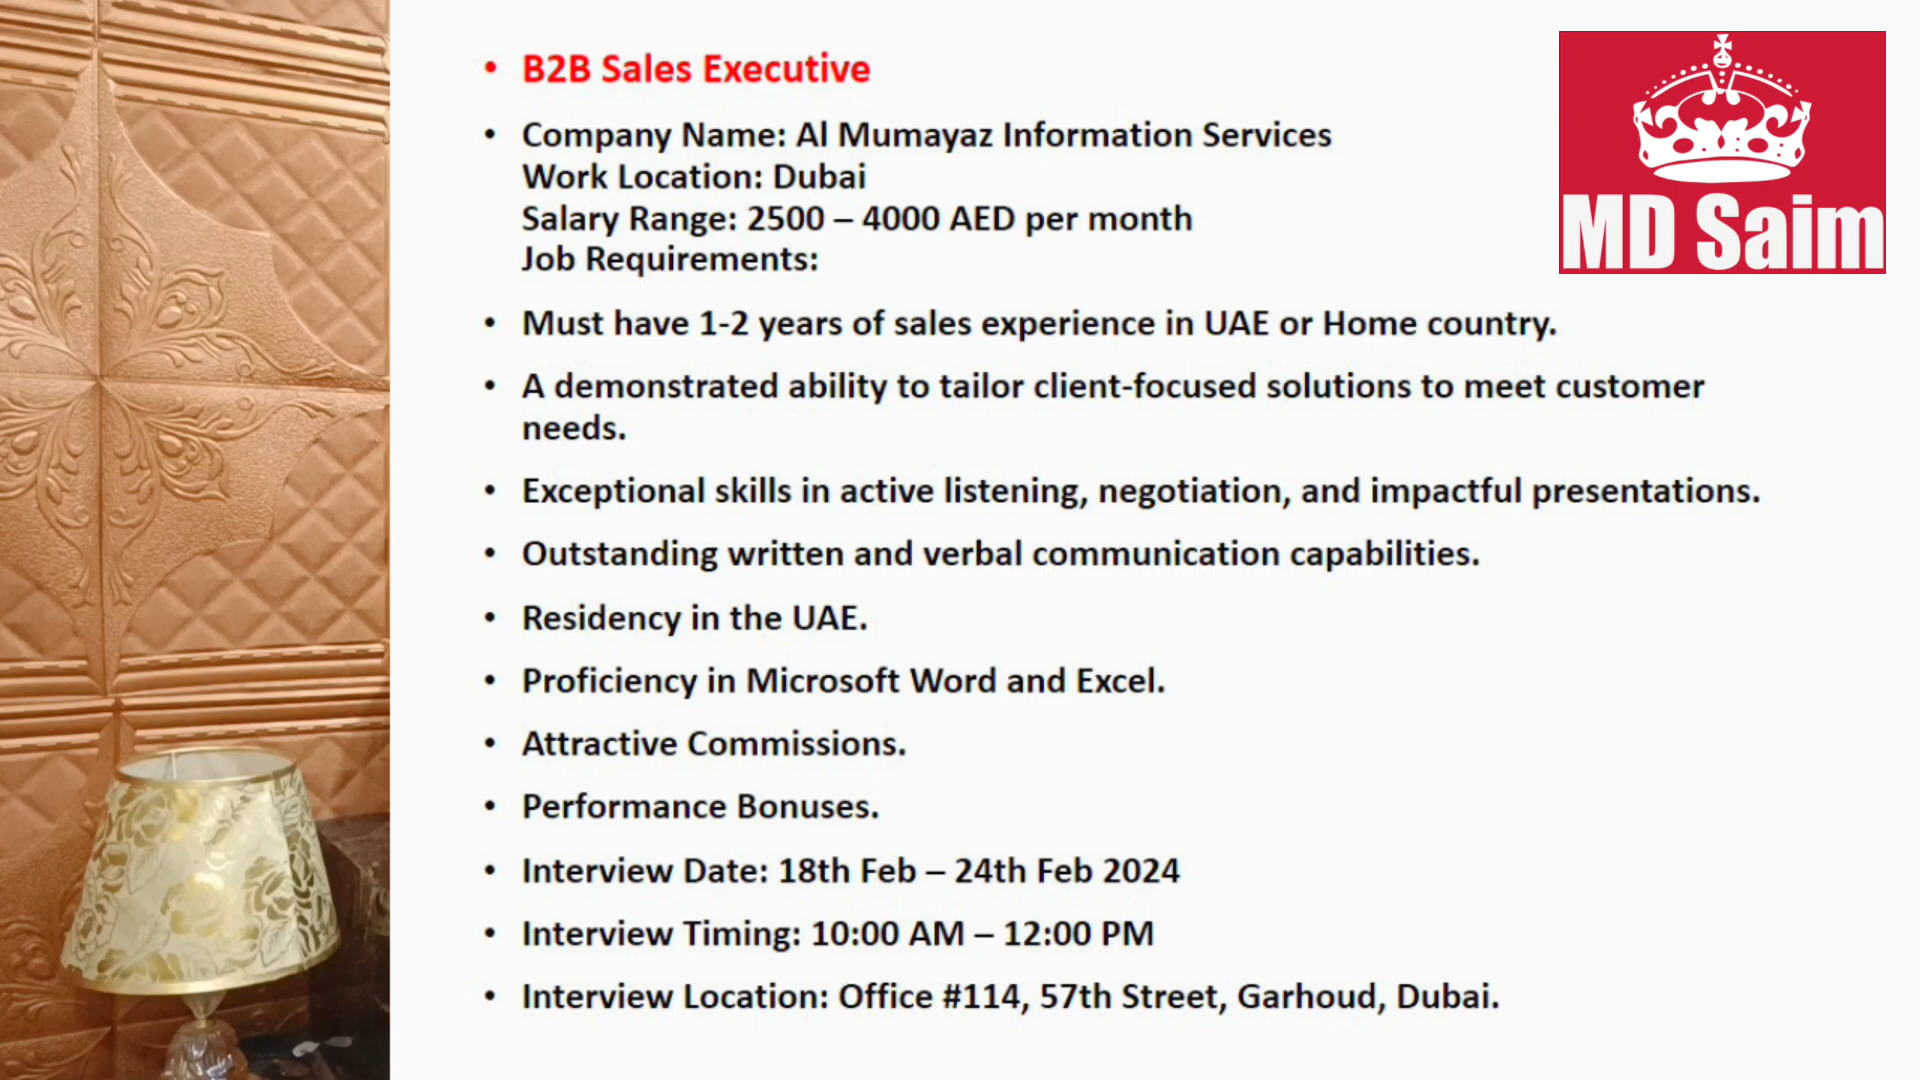 B2B Sales Executive
MD Saim
Company Name: Al Mumayaz Information Services
Work Location: Dubai
Salary Range: 2500 – 4000 AED per month
Job Requirements:
Must have 1-2 years of sales experience in UAE or Home country.
A demonstrated ability to tailor client-focused solutions to meet customer
needs.
Exceptional skills in active listening, negotiation, and impactful presentations.
Outstanding written and verbal communication capabilities.
Residency in the UAE.
Proficiency in Microsoft Word and Excel.
Attractive Commissions.
Performance Bonuses.
Interview Date: 18th Feb – 24th Feb 2024
Interview Timing: 10:00 AM – 12:00 PM
Interview Location: Office #114, 57th Street, Garhoud, Dubai.